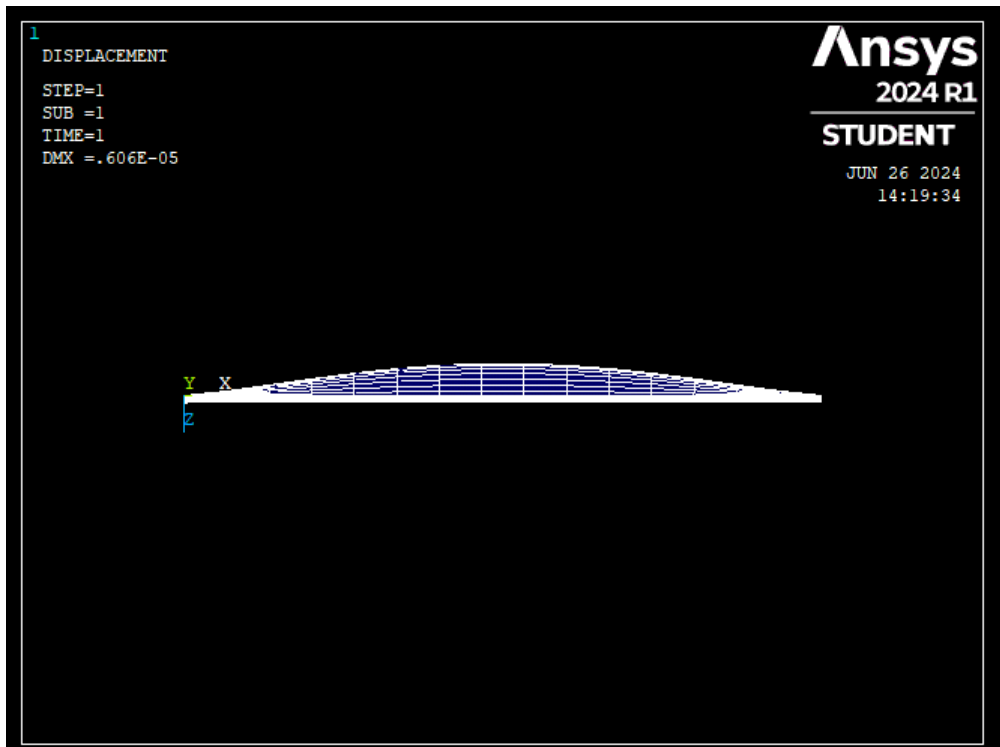 1
DISPLACEMENT
STEP=1
SUB =1
TIME=1
DMX =.606E-05
Ansys
2024 R1
STUDENT
JUN 26 2024
14:19:34
Y X
Z